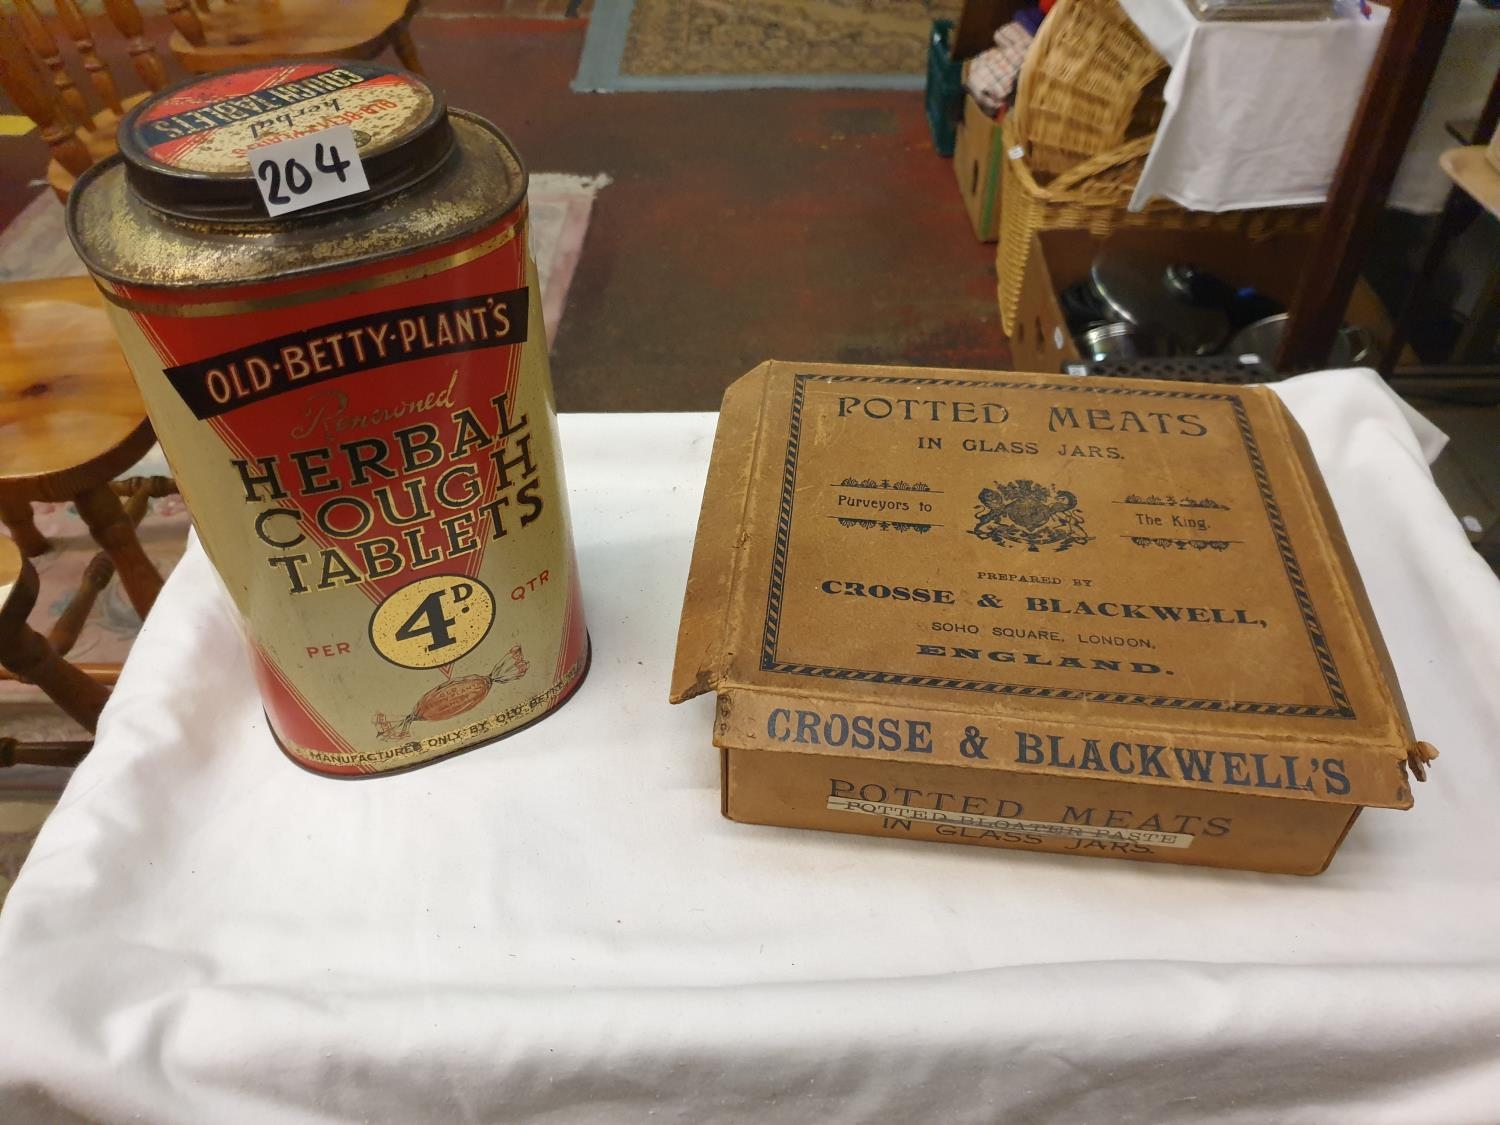 COUGH TABLETS
herbal
204
OLD·BETTY·PLANT'S
Renowned
HERBAL
COUGH
TABLETS
PER 4D. QTR
MANUFACTURED ONLY BY OLD BETTY
POTTED MEATS
IN GLASS JARS.
Purveyors to The King.
PREPARED BY
CROSSE & BLACKWELL,
SOHO SQUARE, LONDON,
ENGLAND.
CROSSE & BLACKWELL'S
POTTED MEATS
POTTED BLOATER PASTE
IN GLASS JARS.